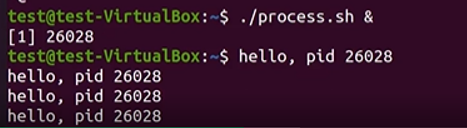 test@test-VirtualBox:~$ ./process.sh &
[1] 26028
test@test-VirtualBox:~$ hello, pid 26028
hello, pid 26028
hello, pid 26028
hello, pid 26028